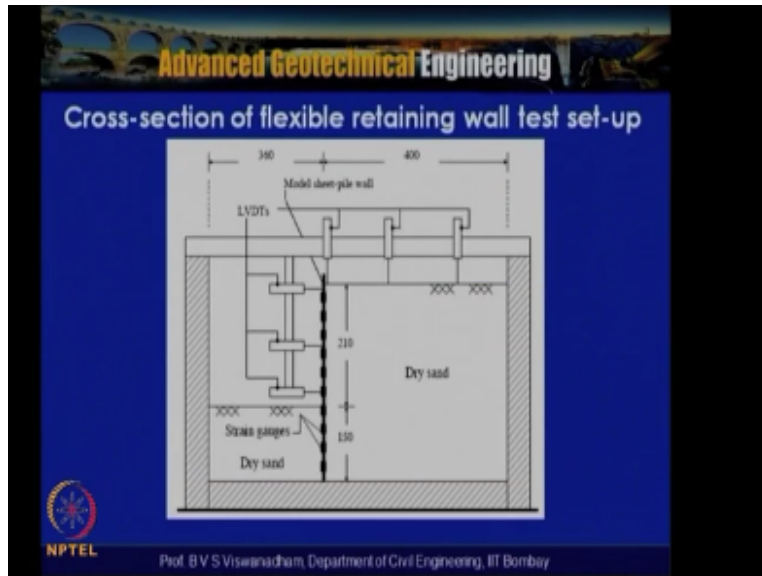 Advanced Geotechnical Engineering
Cross-section of flexible retaining wall test set-up
360
400
Model sheet-pile wall
LVDTs
210
Dry sand
Strain gauges
150
Dry sand
NPTEL
Prof. B V S Viswanadham, Department of Civil Engineering, IIT Bombay